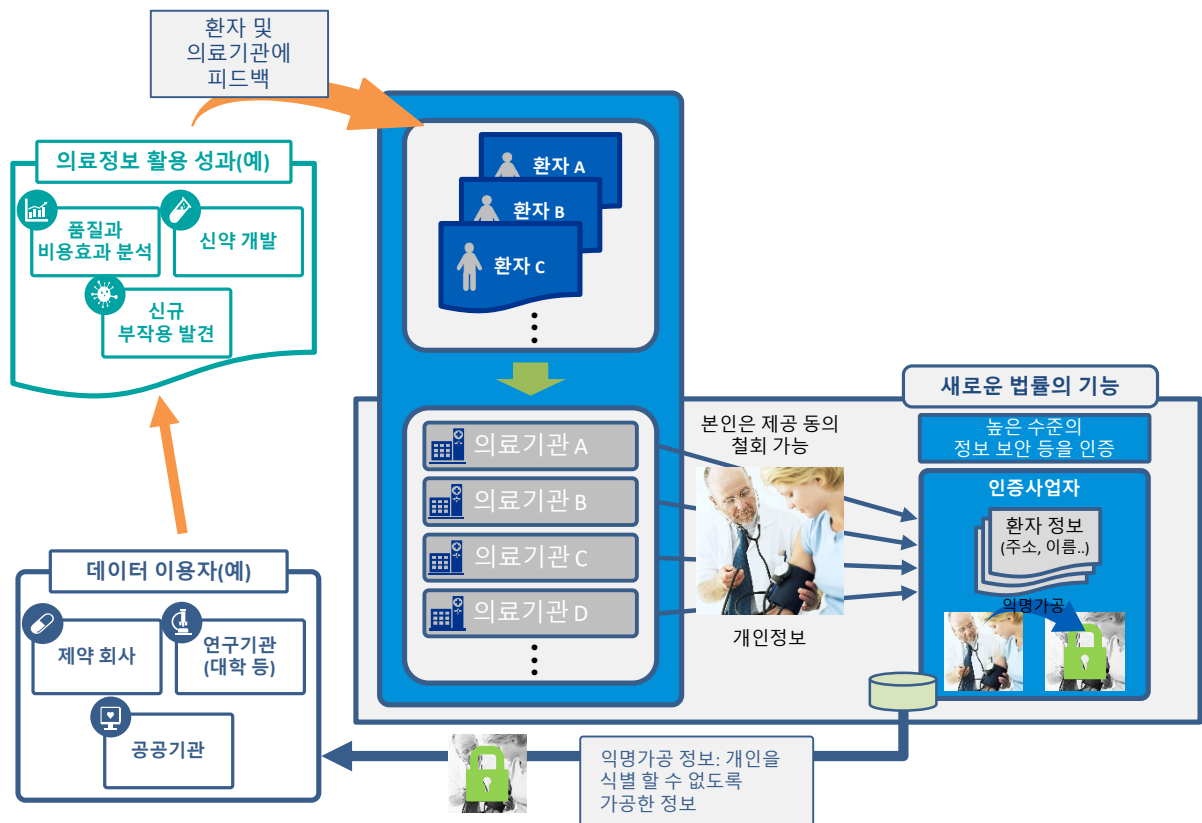 환자 및
의료기관에
피드백
의료정보 활용 성과(예)
품질과
비용효과 분석
신약 개발
신규
부작용 발견
환자 A
환자 B
환자 C
새로운 법률의 기능
높은 수준의
정보 보안 등을 인증
본인은 제공 동의
철회 가능
의료기관 A
의료기관 B
의료기관 C
의료기관 D
개인정보
인증사업자
환자 정보
(주소, 이름..)
익명가공
데이터 이용자(예)
제약 회사
연구기관
(대학 등)
공공기관
익명가공 정보: 개인을
식별 할 수 없도록
가공한 정보